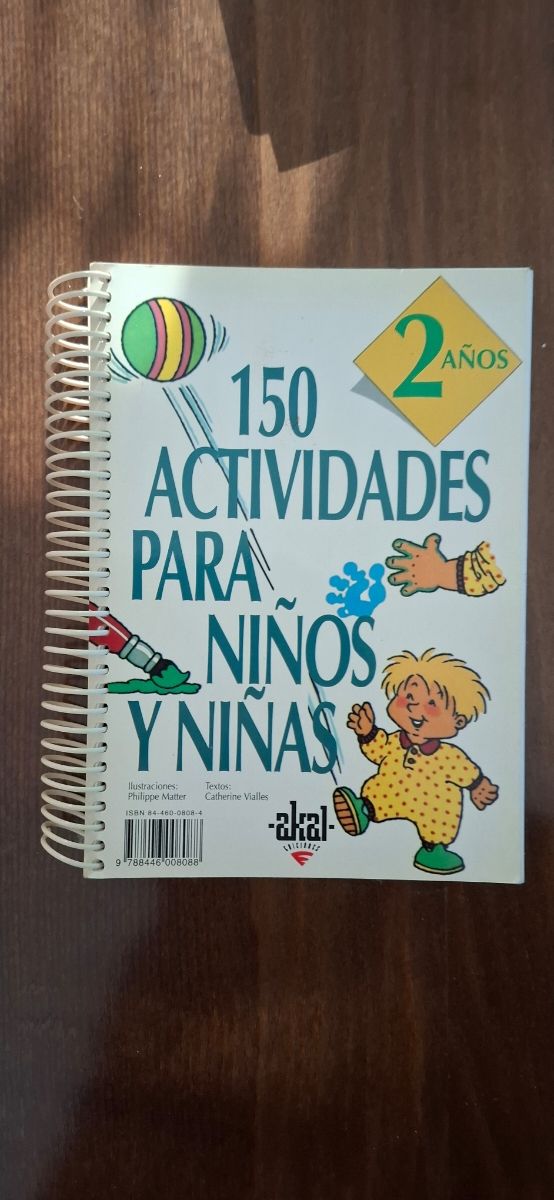 2 AÑOS
150
ACTIVIDADES
PARA
NIÑOS
Y NIÑAS
Ilustraciones: Textos:
Philippe Matter Catherine Vialles
ISBN 84-460-0808-4
9 788446 008088
-akal-
EDICIONES